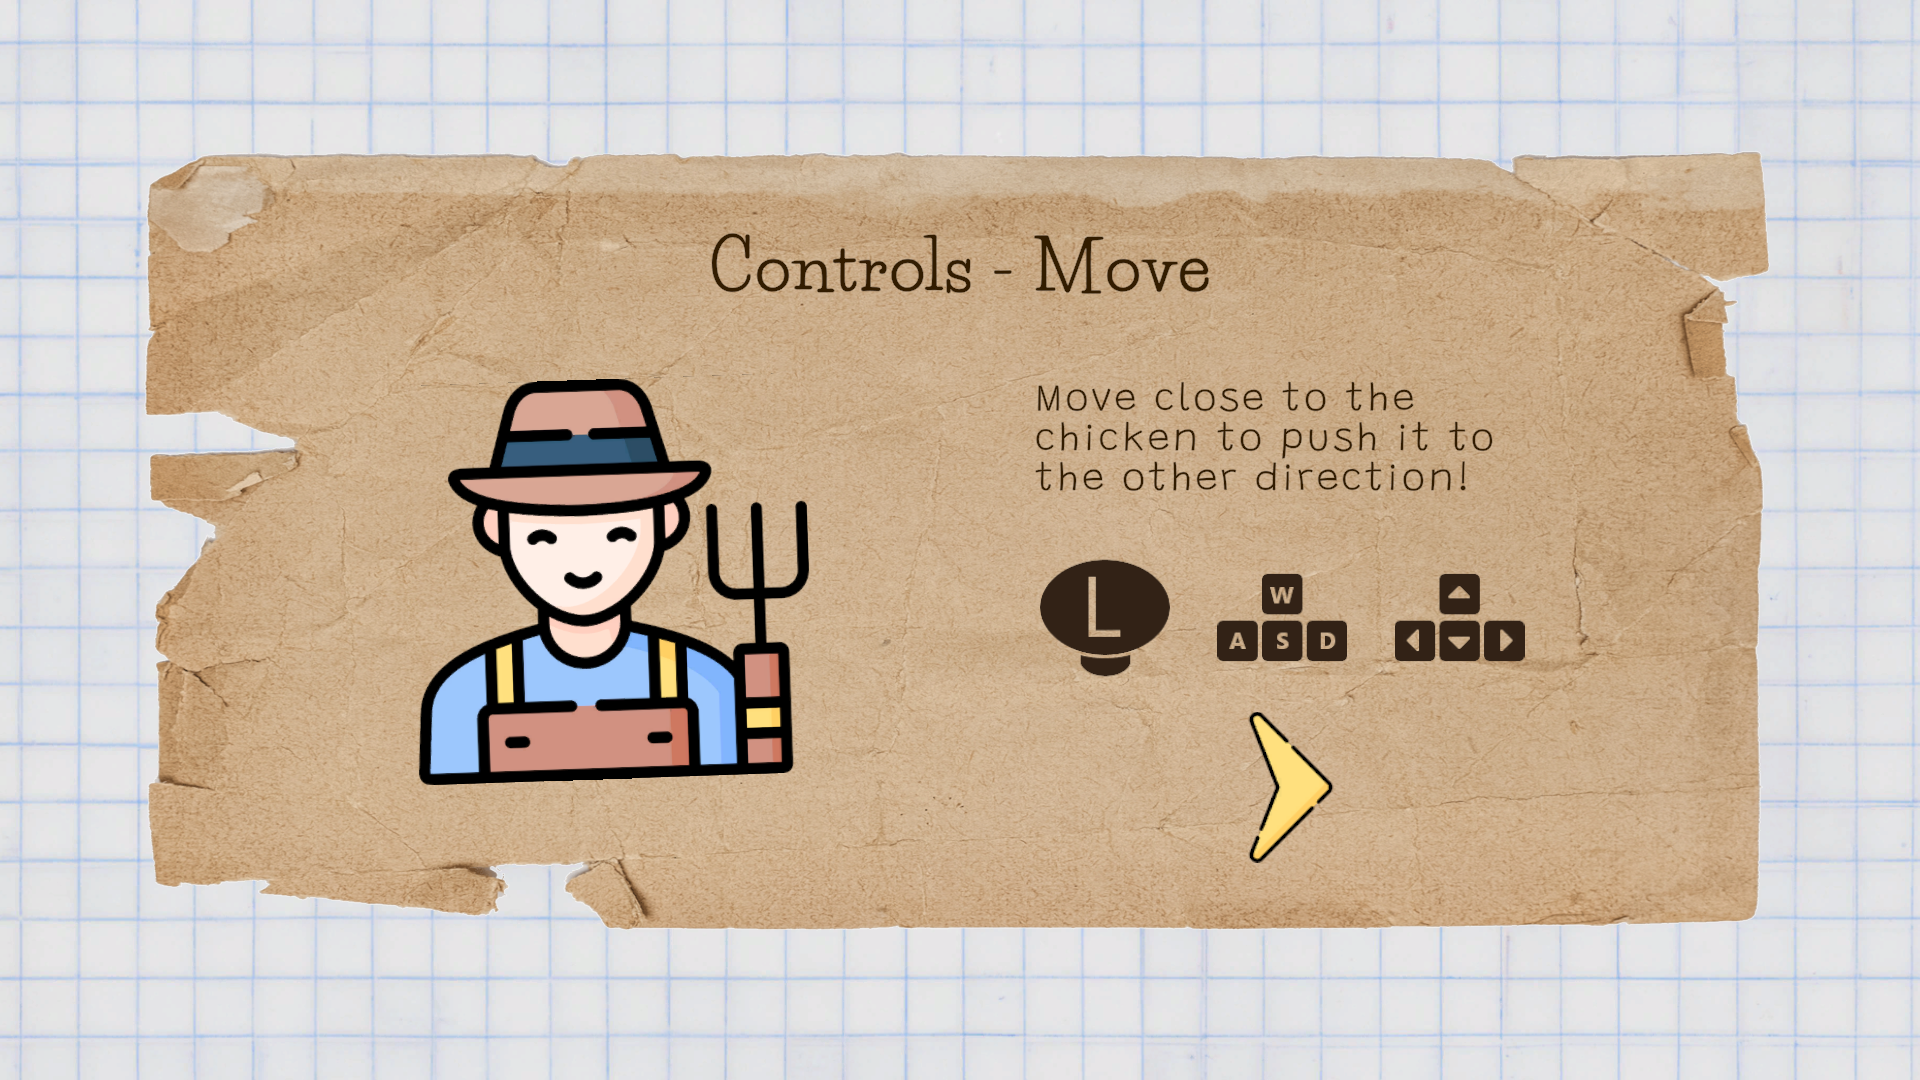 Controls - Move
Move close to the
chicken to push it to
the other direction!
L
W
A S D